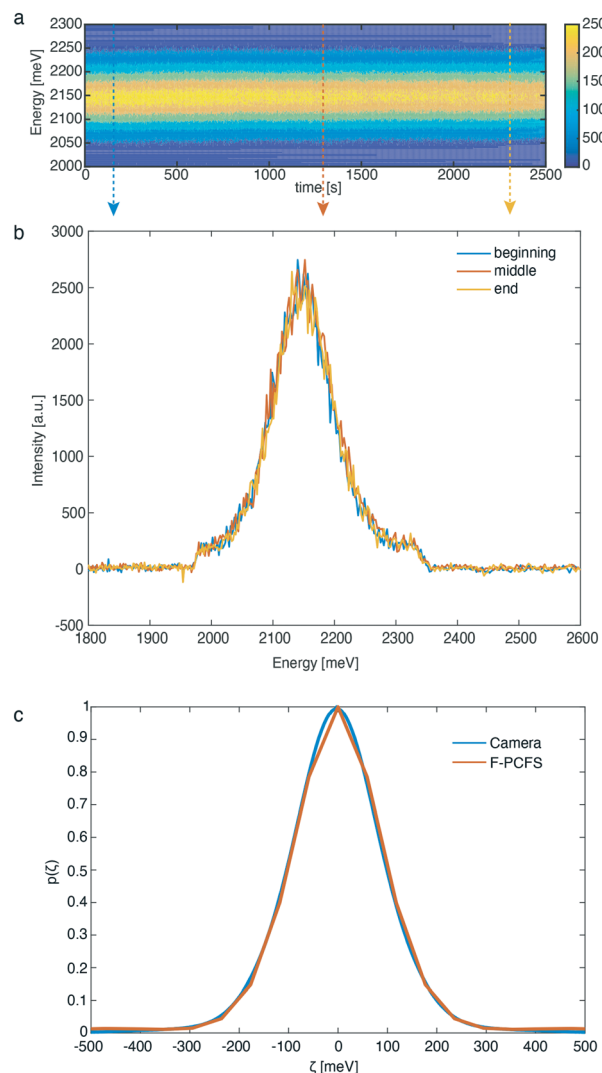 a
2300
2250
2200
2150
2100
2050
2000
Energy [meV]
0 500 1000 1500 2000 2500
time [s]
250
200
150
100
50
0
b
3000
2500
2000
1500
1000
500
0
-500
Intensity [a.u.]
beginning
middle
end
1800 1900 2000 2100 2200 2300 2400 2500 2600
Energy [meV]
c
1
0.9
0.8
0.7
0.6
0.5
0.4
0.3
0.2
0.1
0
p(ζ)
Camera
F-PCFS
-500 -400 -300 -200 -100 0 100 200 300 400 500
ζ [meV]